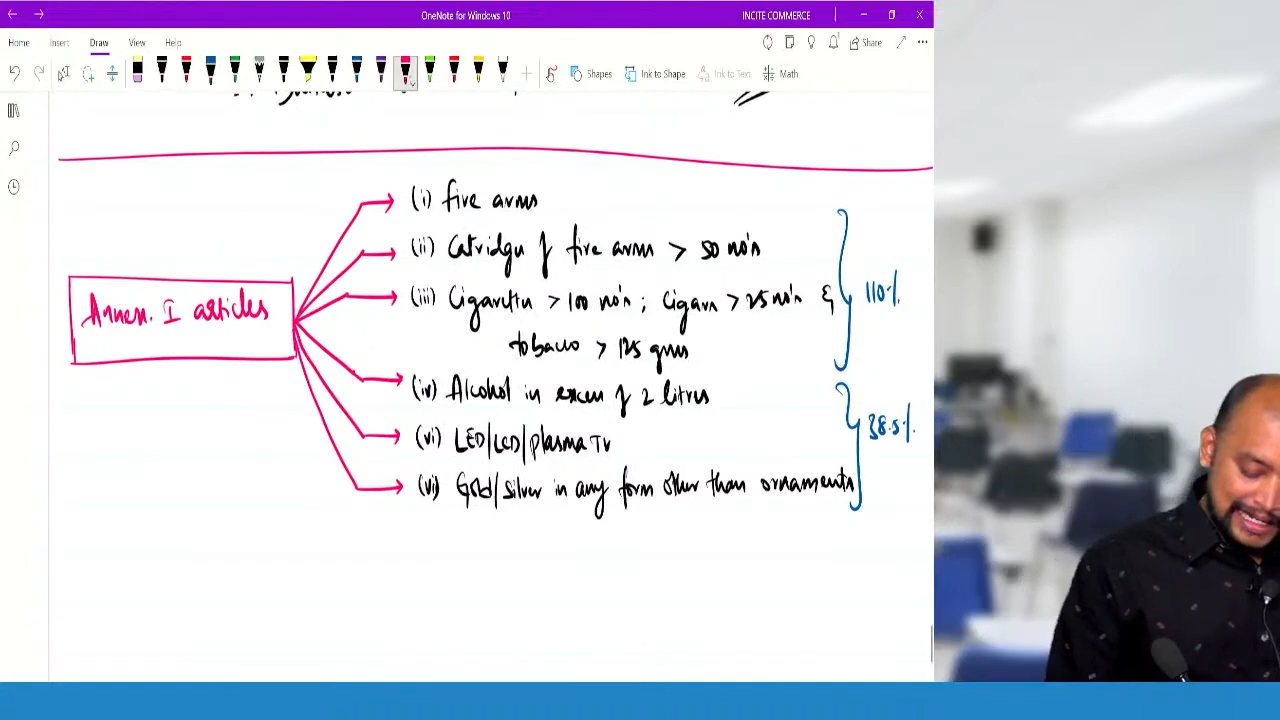 OneNote for Windows 10
INCITE COMMERCE
Home Insert Draw View Help
Share
Shapes Ink to Shape Ink to Text Math
(i) fire arms
(ii) Catridges of fire arms > 50 no's
Annex. I articles
(iii) Cigarettes > 100 no's; Cigars > 25 no's &
110%
tobacco > 125 gms
(iv) Alcohol in excess of 2 litres
38.5%
(vi) LED/LCD/plasma TV
(vi) Gold/silver in any form other than ornaments